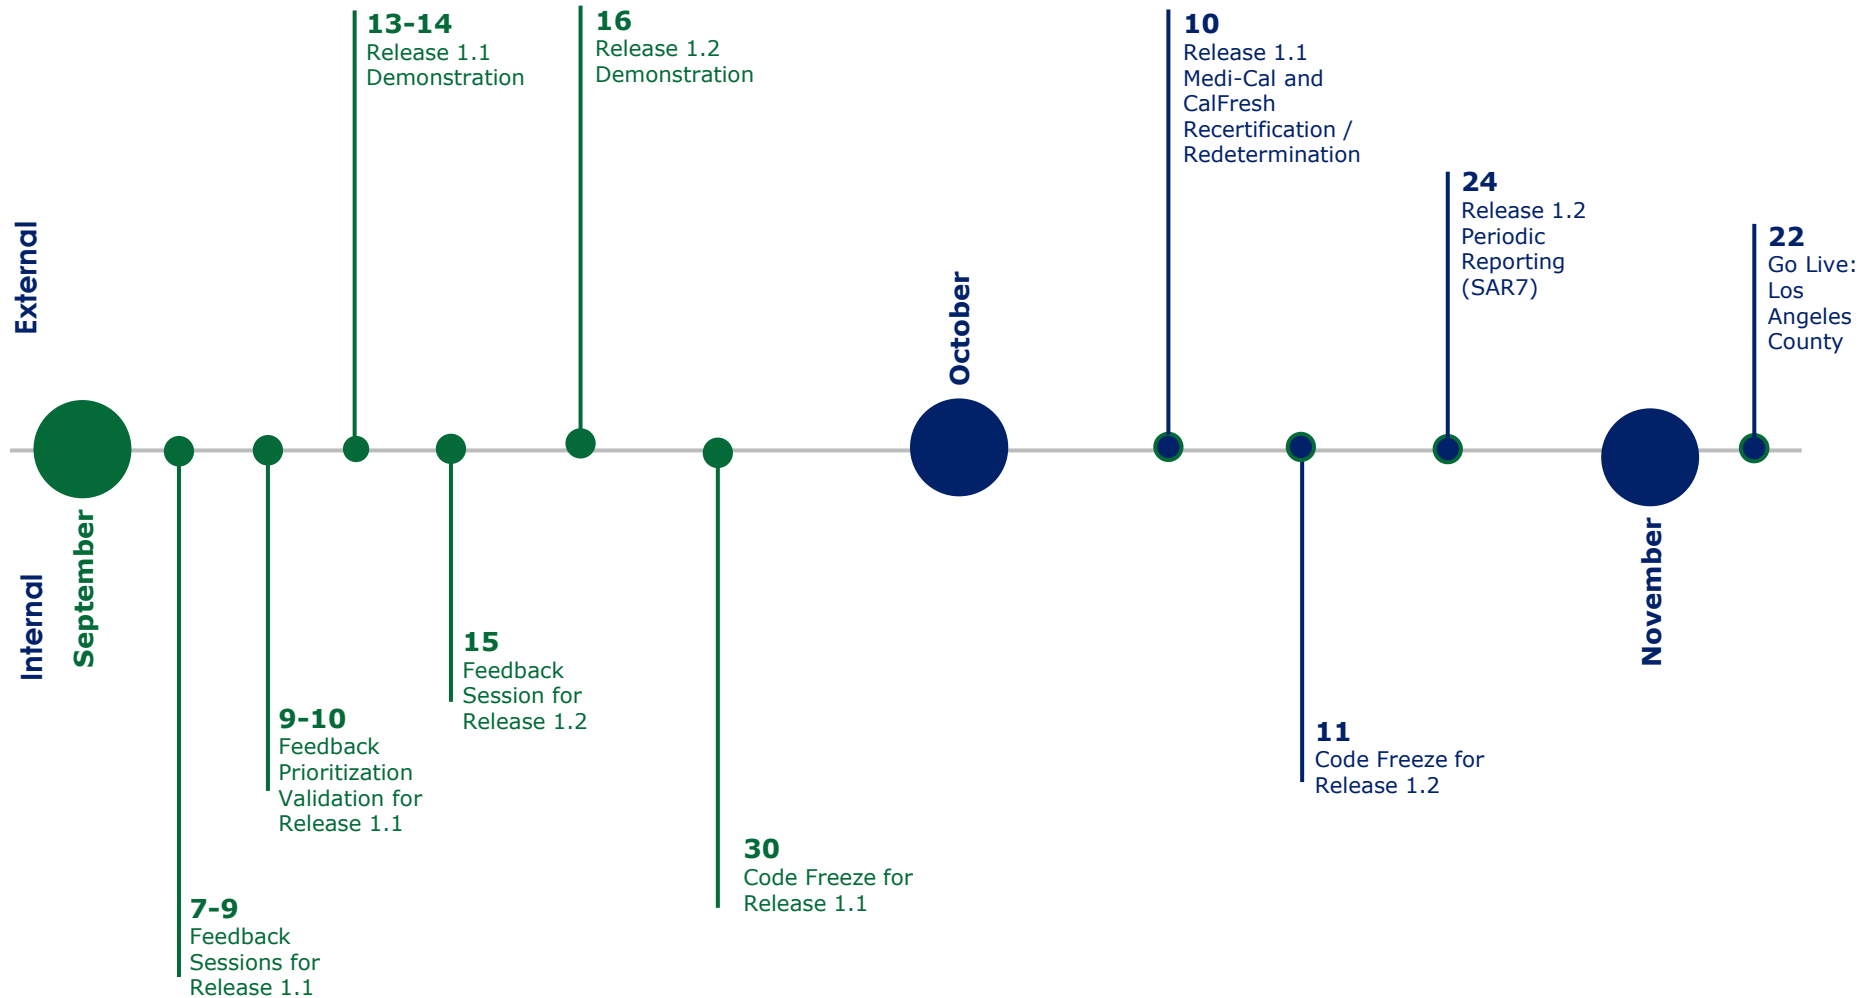 13-14
Release 1.1
Demonstration
16
Release 1.2
Demonstration
10
Release 1.1
Medi-Cal and
CalFresh
Recertification /
Redetermination
24
Release 1.2
Periodic
Reporting
(SAR7)
22
Go Live:
Los
Angeles
County
External
October
Internal
September
November
15
Feedback
Session for
Release 1.2
9-10
Feedback
Prioritization
Validation for
Release 1.1
11
Code Freeze for
Release 1.2
30
Code Freeze for
Release 1.1
7-9
Feedback
Sessions for
Release 1.1